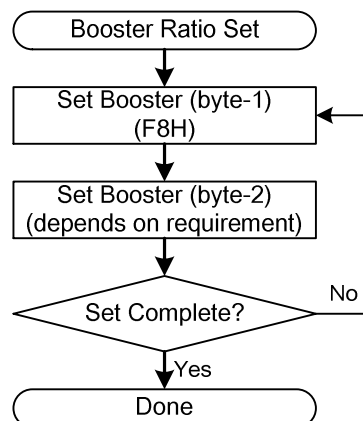 Booster Ratio Set
Set Booster (byte-1)
(F8H)
Set Booster (byte-2)
(depends on requirement)
Set Complete?
No
Yes
Done